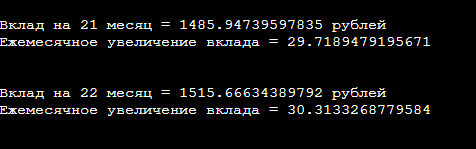 Вклад на 21 месяц = 1485.94739597835 рублей
Ежемесячное увеличение вклада = 29.7189479195671
Вклад на 22 месяц = 1515.66634389792 рублей
Ежемесячное увеличение вклада = 30.3133268779584